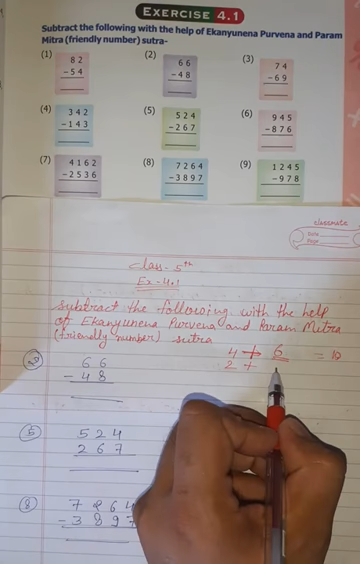 EXERCISE 4.1
Subtract the following with the help of Ekanyunena Purvena and Param
Mitra (friendly number) sutra-
(1) 82 (2) 66 (3) 74
-54 -48 -69
(4) 342 (5) 524 (6) 945
-143 -267 -876
(7) 4162 (8) 7264 (9) 1245
-2536 -3897 -978
classmate
Date
Page
Class-5th
Ex-4.1
Subtract the following with the help
of Ekanyunena Purvena and Param Mitra
(friendly number) sutra
4 + 6 = 10
2 +
66
- 48
5 524
267
8 7264
-3897